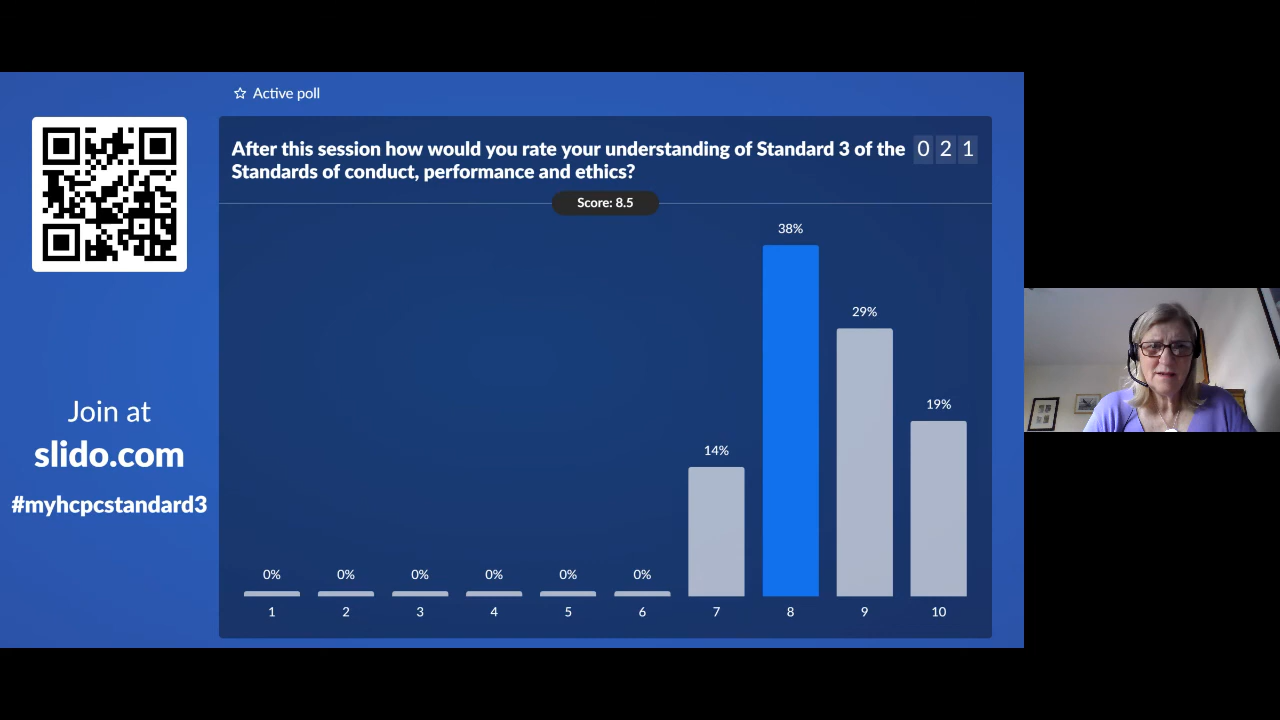 Active poll
After this session how would you rate your understanding of Standard 3 of the
Standards of conduct, performance and ethics?
0 2 1
Score: 8.5
38%
29%
19%
14%
0% 0% 0% 0% 0% 0%
1 2 3 4 5 6 7 8 9 10
Join at
slido.com
#myhcpcstandard3